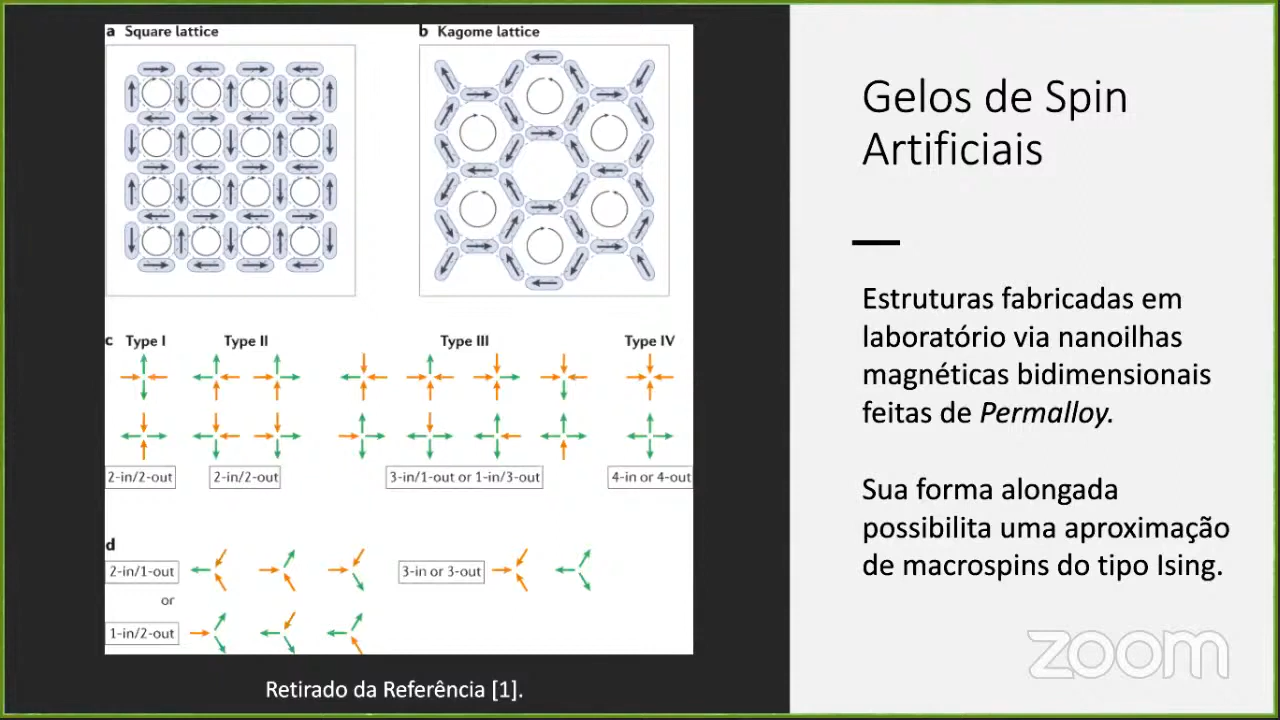 a Square lattice
b Kagome lattice
c Type I Type II Type III Type IV
2-in/2-out 2-in/2-out 3-in/1-out or 1-in/3-out 4-in or 4-out
d
2-in/1-out 3-in or 3-out
or
1-in/2-out
Retirado da Referência [1].
Gelos de Spin
Artificiais
Estruturas fabricadas em
laboratório via nanoilhas
magnéticas bidimensionais
feitas de Permalloy.
Sua forma alongada
possibilita uma aproximação
de macrospins do tipo Ising.
zoom